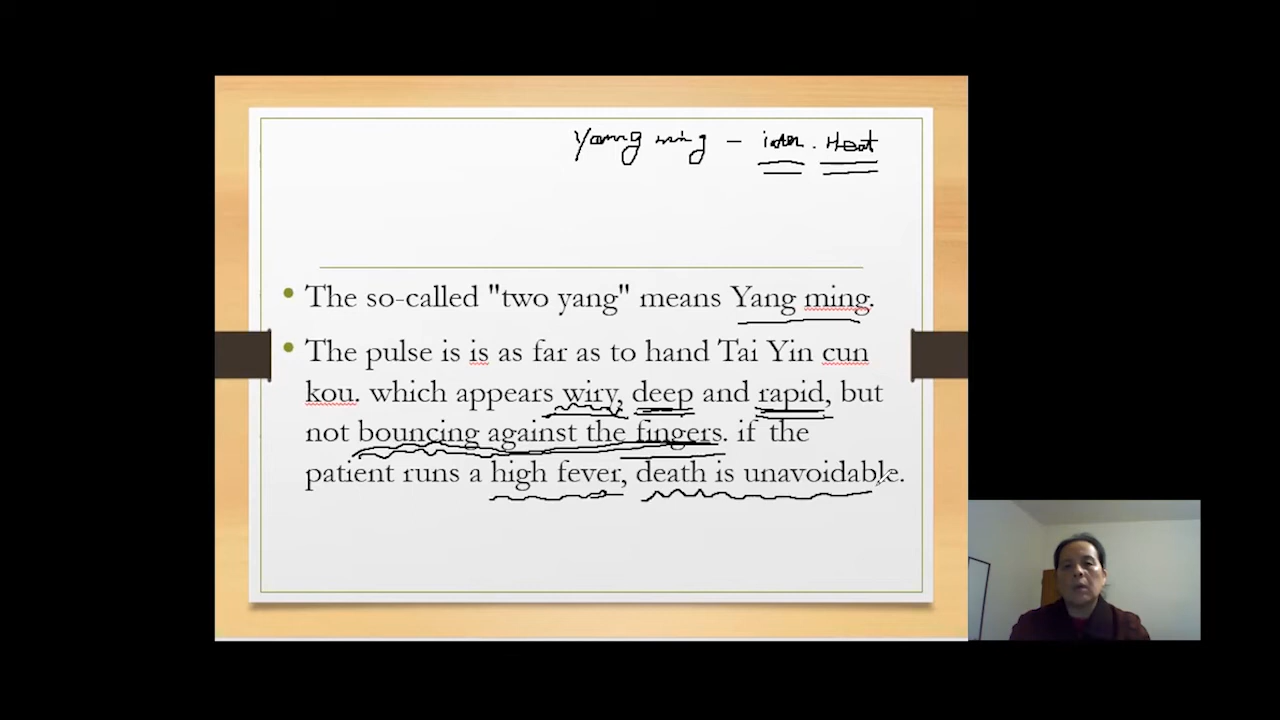 Yang ming – inter. Heat
• The so-called "two yang" means Yang ming.
• The pulse is is as far as to hand Tai Yin cun
kou. which appears wiry, deep and rapid, but
not bouncing against the fingers. if the
patient runs a high fever, death is unavoidable.